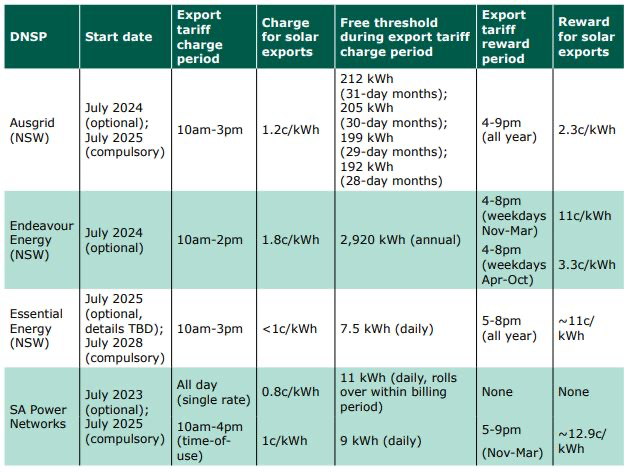 DNSP
Start date
Export
tariff
charge
period
Charge
for solar
exports
Free threshold
during export tariff
charge period
Export
tariff
reward
period
Reward
for solar
exports
Ausgrid
(NSW)
July 2024
(optional);
July 2025
(compulsory)
10am-3pm
1.2c/kWh
212 kWh
(31-day months);
205 kWh
(30-day months);
199 kWh
(29-day months);
192 kWh
(28-day months)
4-9pm
(all year)
2.3c/kWh
Endeavour
Energy
(NSW)
July 2024
(optional)
10am-2pm
1.8c/kWh
2,920 kWh (annual)
4-8pm
(weekdays
Nov-Mar)
11c/kWh
4-8pm
(weekdays
Apr-Oct)
3.3c/kWh
Essential
Energy
(NSW)
July 2025
(optional,
details TBD);
July 2028
(compulsory)
10am-3pm
<1c/kWh
7.5 kWh (daily)
5-8pm
(all year)
~11c/
kWh
SA Power
Networks
July 2023
(optional);
July 2025
(compulsory)
All day
(single rate)
0.8c/kWh
11 kWh (daily, rolls
over within billing
period)
None
None
10am-4pm
(time-of-
use)
1c/kWh
9 kWh (daily)
5-9pm
(Nov-Mar)
~12.9c/
kWh